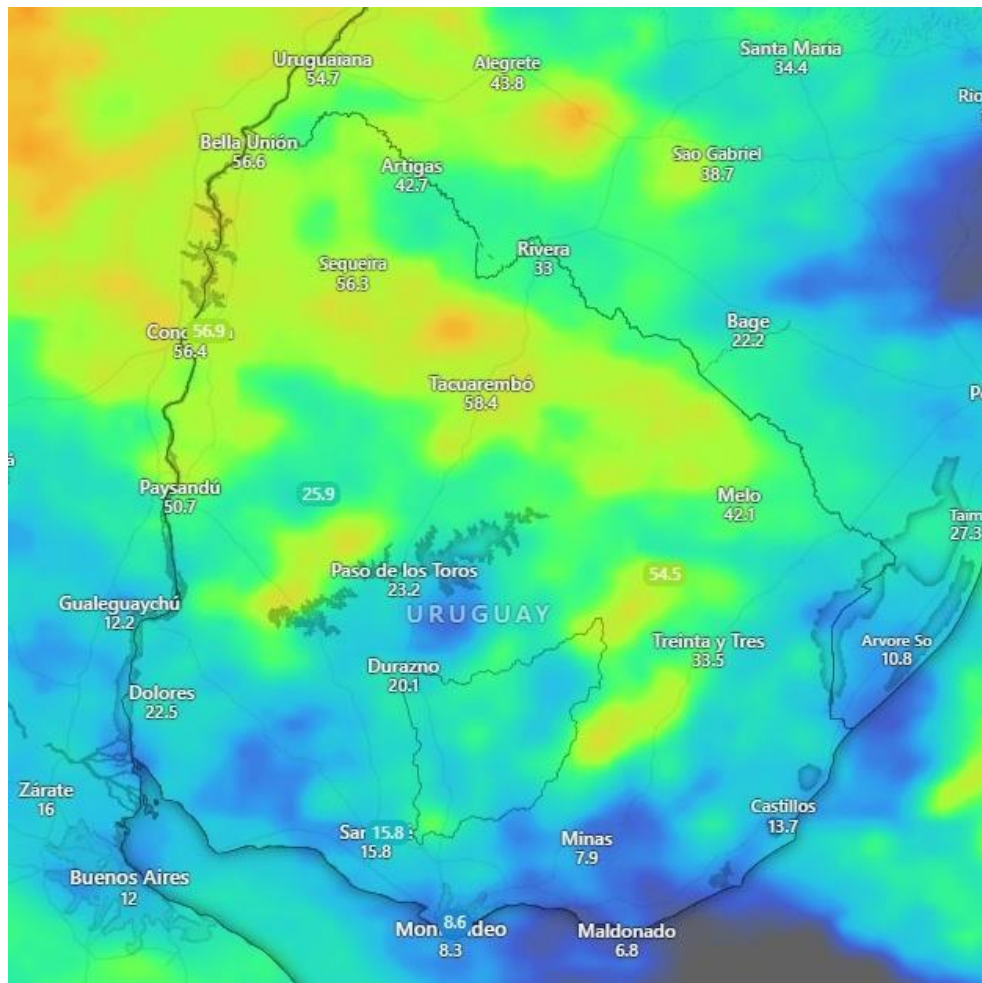 Uruguaiana
54.7
Alegrete
43.8
Santa Maria
34.4
Rio
Bella Unión
56.6
Artigas
42.7
Sao Gabriel
38.7
Sequeira
56.3
Rivera
33
Bage
22.2
56.9
56.4
Tacuarembó
58.4
Paysandú
50.7
25.9
Melo
42.1
27.3
Paso de los Toros
23.2
54.5
Gualeguaychú
12.2
URUGUAY
Treinta y Tres
33.5
Arvore So
10.8
Durazno
20.1
Dolores
22.5
Zárate
16
Castillos
13.7
15.8
15.8
Minas
7.9
Buenos Aires
12
8.6
8.3
Maldonado
6.8